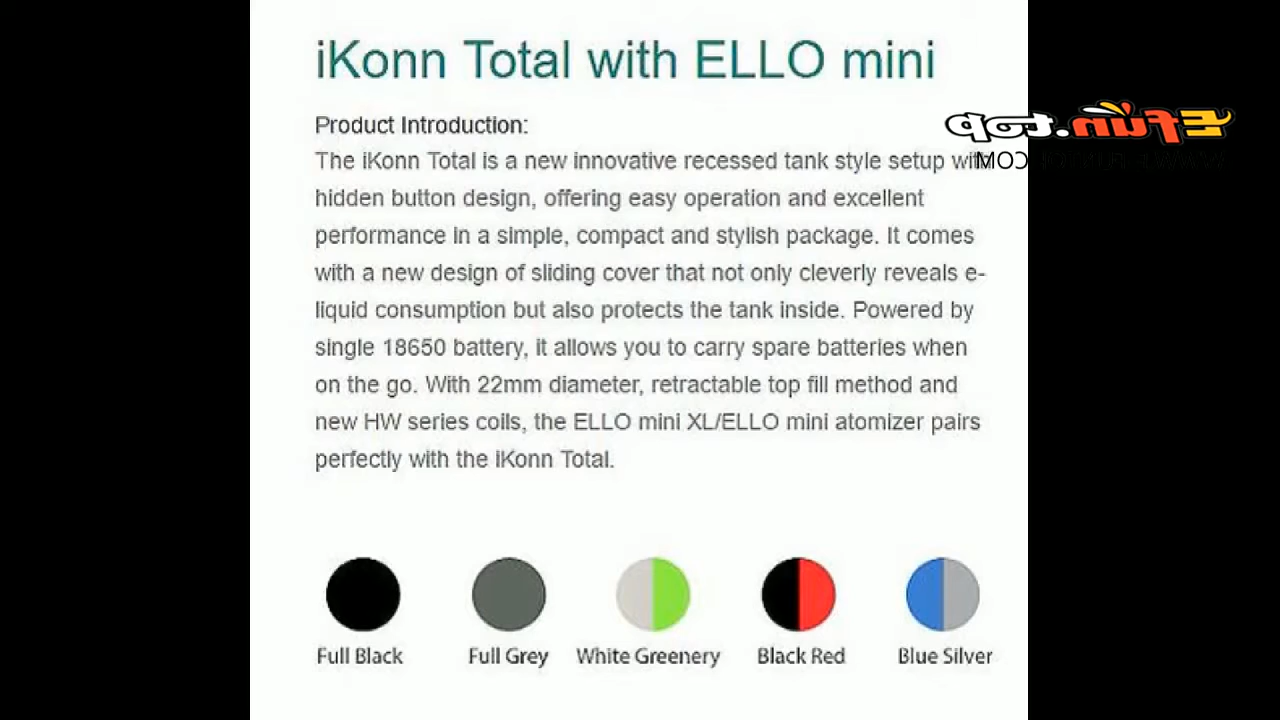 iKonn Total with ELLO mini
Product Introduction:
Efun.top
The iKonn Total is a new innovative recessed tank style setup with
hidden button design, offering easy operation and excellent
performance in a simple, compact and stylish package. It comes
with a new design of sliding cover that not only cleverly reveals e-
liquid consumption but also protects the tank inside. Powered by
single 18650 battery, it allows you to carry spare batteries when
on the go. With 22mm diameter, retractable top fill method and
new HW series coils, the ELLO mini XL/ELLO mini atomizer pairs
perfectly with the iKonn Total.
Full Black
Full Grey
White Greenery
Black Red
Blue Silver